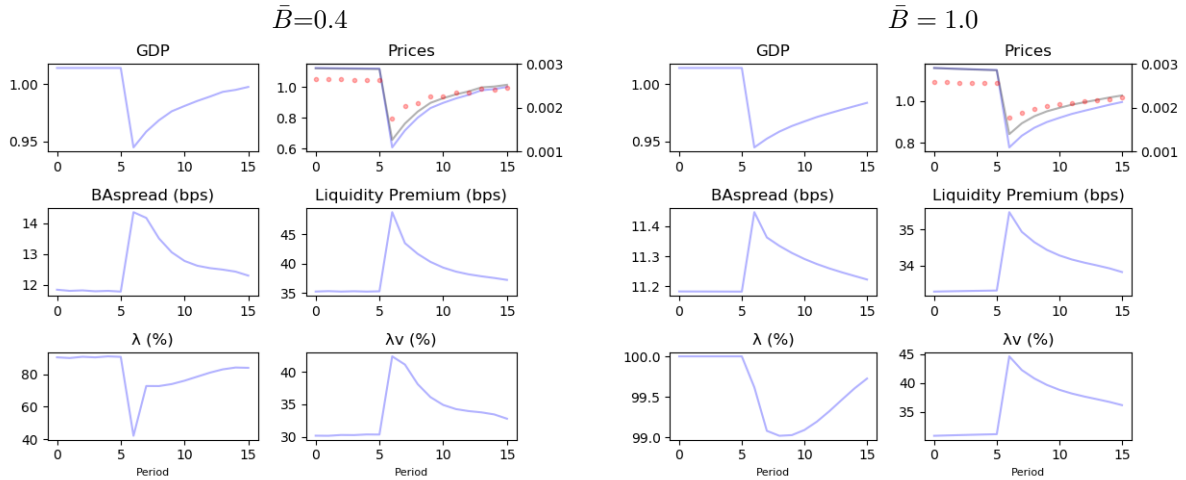 B̄=0.4
B̄ = 1.0
GDP
Prices
GDP
Prices
1.00
0.95
1.0
0.8
0.6
0.003
0.002
0.001
1.00
0.95
1.0
0.8
0.003
0.002
0.001
0 5 10 15
0 5 10 15
0 5 10 15
0 5 10 15
BAspread (bps)
Liquidity Premium (bps)
BAspread (bps)
Liquidity Premium (bps)
14
13
12
45
40
35
11.4
11.3
11.2
35
34
0 5 10 15
0 5 10 15
0 5 10 15
0 5 10 15
λ (%)
λv (%)
λ (%)
λv (%)
80
60
40
40
35
30
100.0
99.5
99.0
45
40
35
0 5 10 15
0 5 10 15
0 5 10 15
0 5 10 15
Period
Period
Period
Period